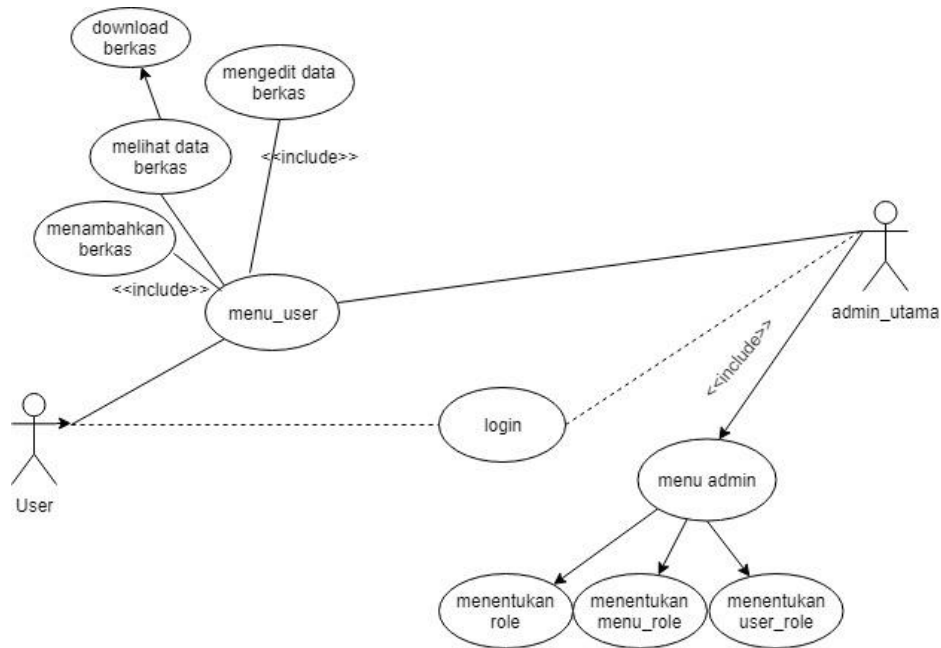 download
berkas
mengedit data
berkas
melihat data
berkas
<<include>>
menambahkan
berkas
<<include>>
menu_user
admin_utama
<<include>>
login
User
menu admin
menentukan
role
menentukan
menu_role
menentukan
user_role